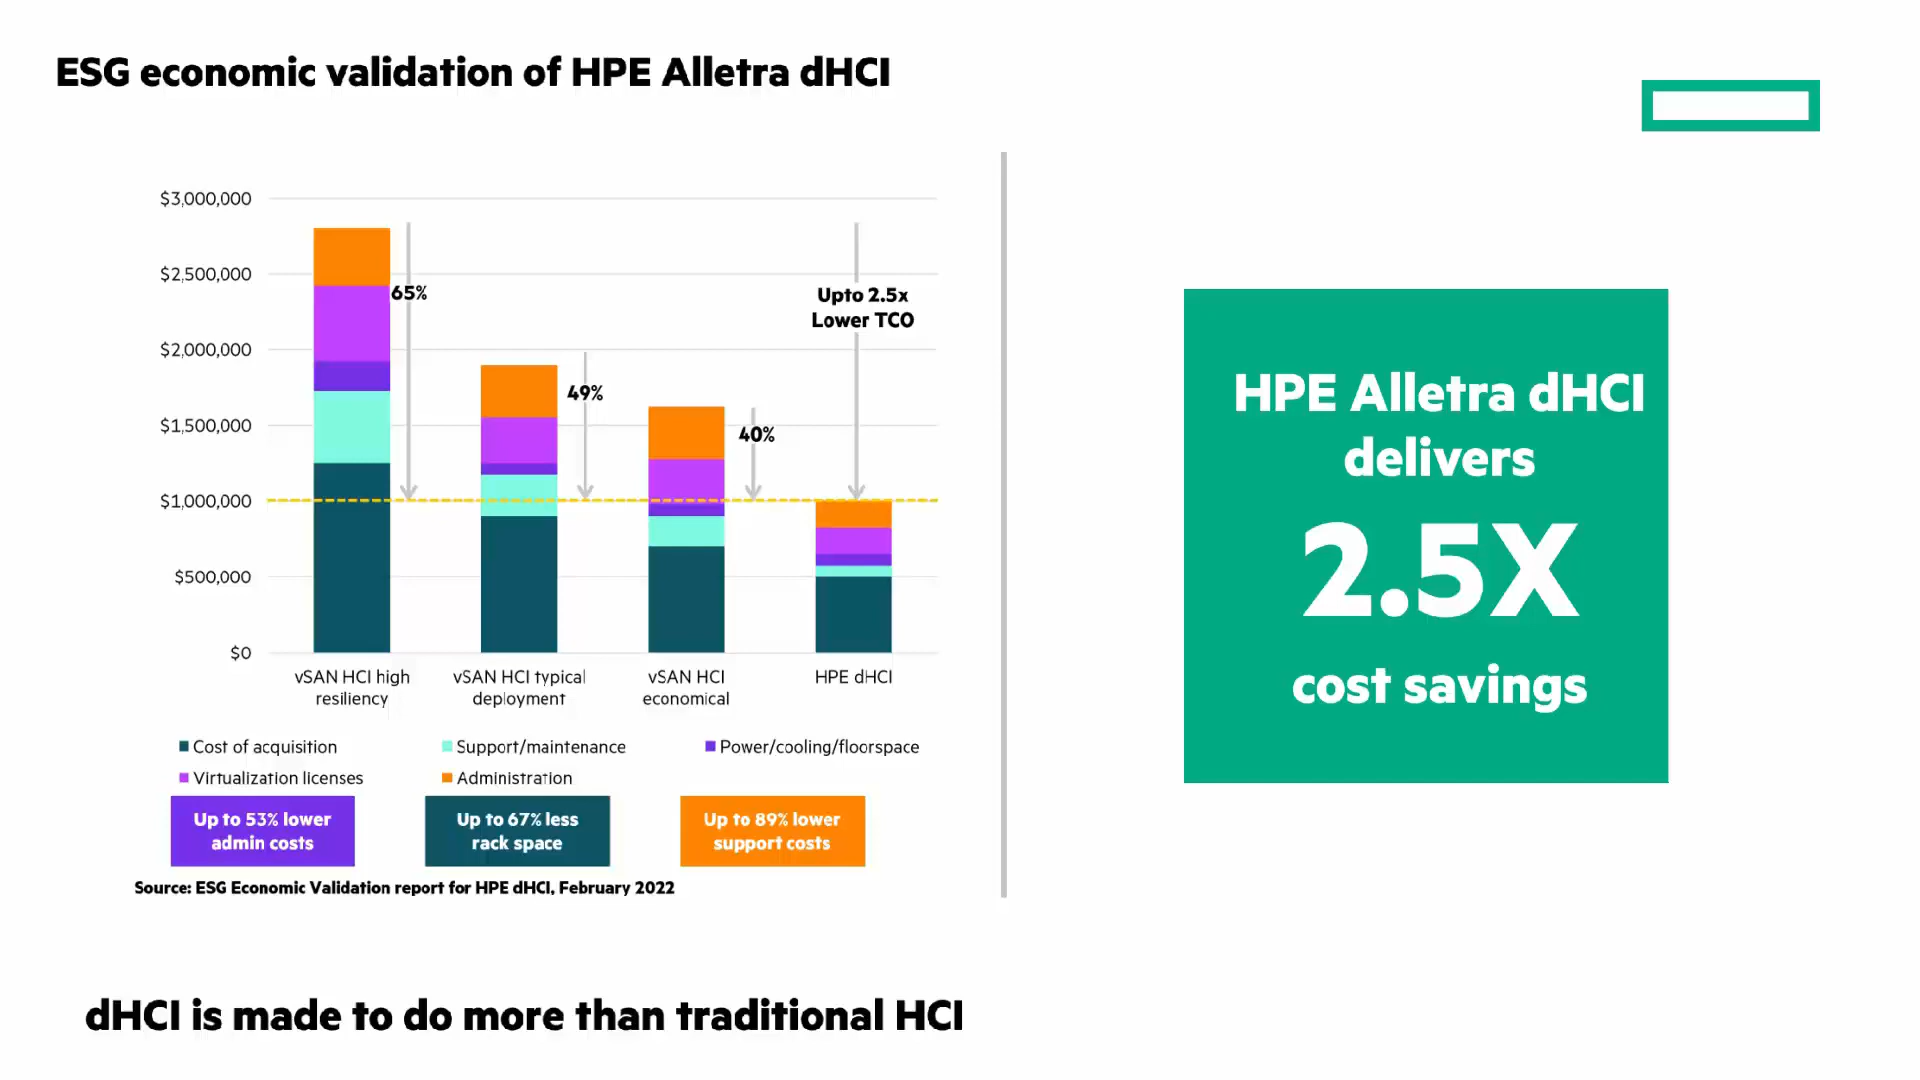 ESG economic validation of HPE Alletra dHCI
$3,000,000
$2,500,000
$2,000,000
$1,500,000
$1,000,000
$500,000
$0
65%
49%
40%
Upto 2.5x
Lower TCO
vSAN HCI high
resiliency
vSAN HCI typical
deployment
vSAN HCI
economical
HPE dHCI
Cost of acquisition
Support/maintenance
Power/cooling/floorspace
Virtualization licenses
Administration
Up to 53% lower
admin costs
Up to 67% less
rack space
Up to 89% lower
support costs
Source: ESG Economic Validation report for HPE dHCI, February 2022
HPE Alletra dHCI
delivers
2.5X
cost savings
dHCI is made to do more than traditional HCI